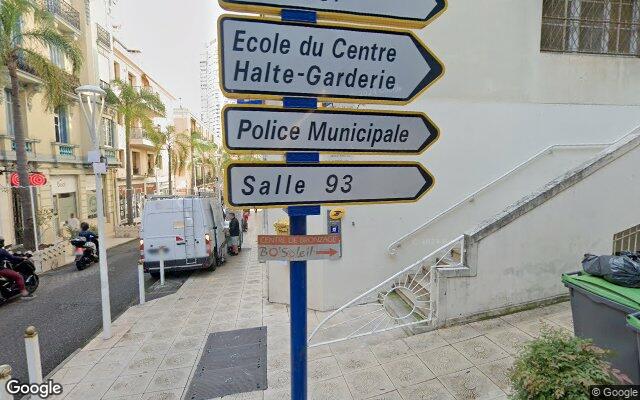 Ecole du Centre
Halte-Garderie
Police Municipale
Salle 93
CENTRE DE BRONZAGE
BO'Soleil
Google
© Google